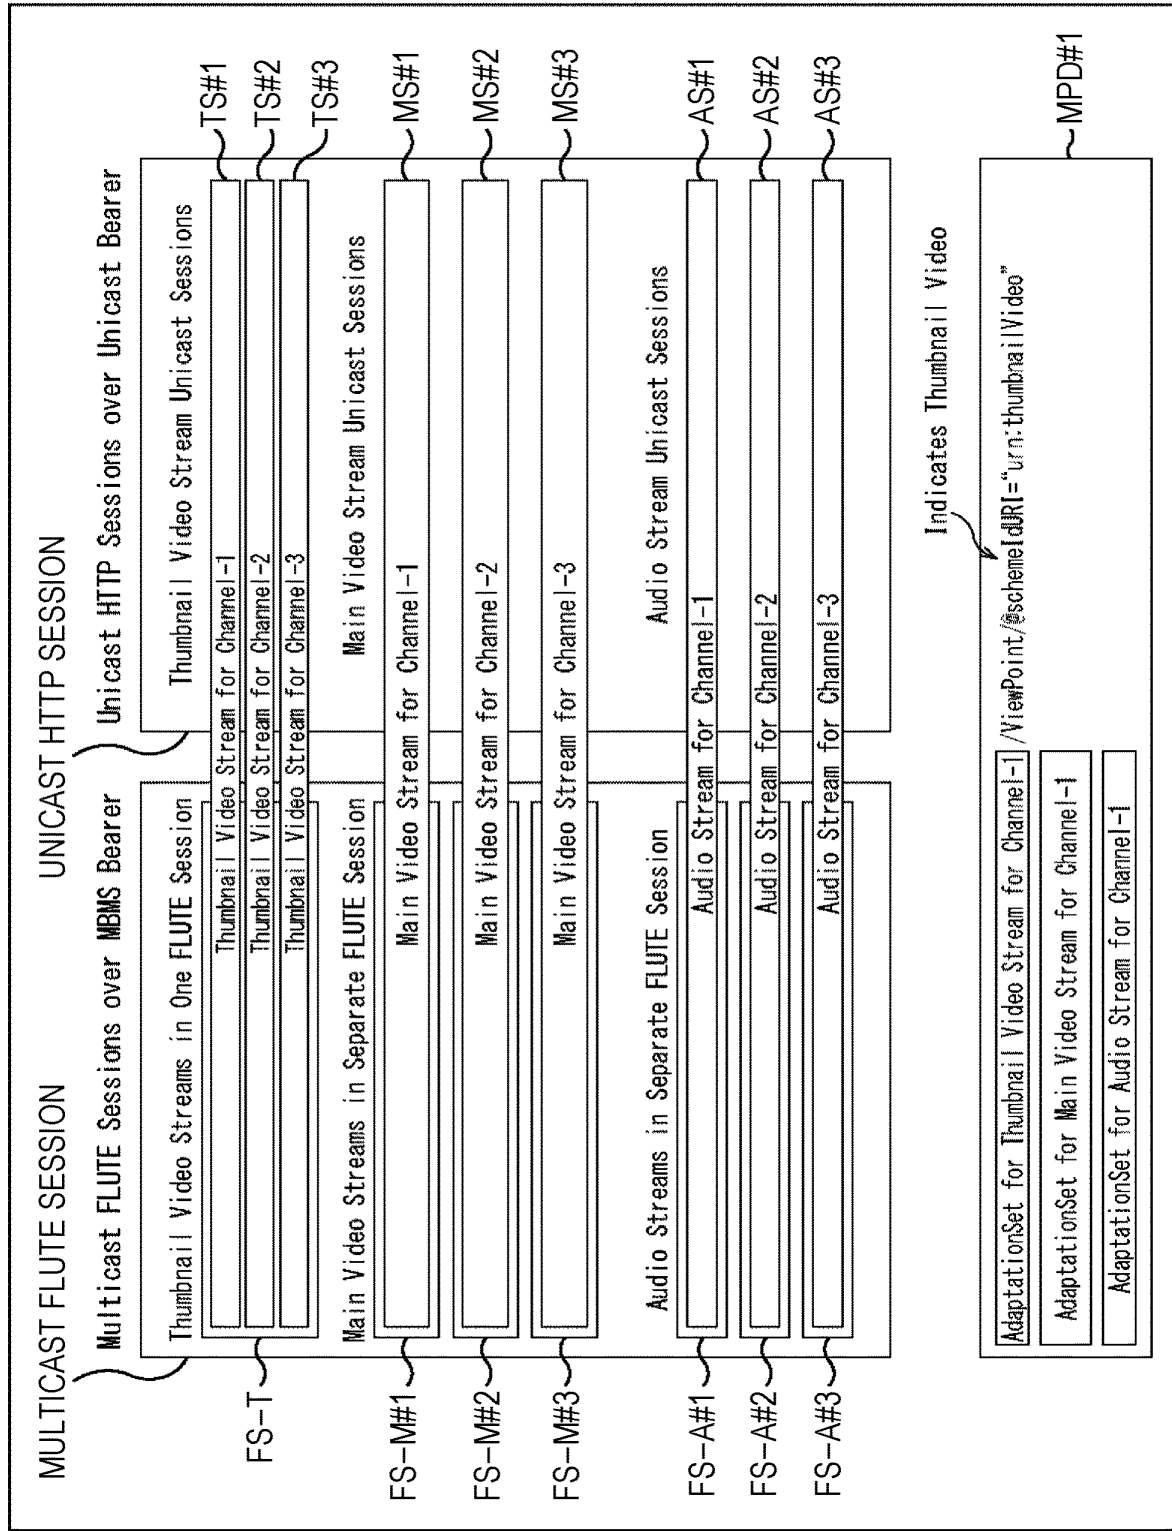 MULTICAST FLUTE SESSION
UNICAST HTTP SESSION
Multicast FLUTE Sessions over MBMS Bearer
Unicast HTTP Sessions over Unicast Bearer
Thumbnail Video Streams in One FLUTE Session
Thumbnail Video Stream Unicast Sessions
FS-T
Thumbnail Video Stream for Channel-1
TS#1
Thumbnail Video Stream for Channel-2
TS#2
Thumbnail Video Stream for Channel-3
TS#3
Main Video Streams in Separate FLUTE Session
Main Video Stream Unicast Sessions
FS-M#1
Main Video Stream for Channel-1
MS#1
FS-M#2
Main Video Stream for Channel-2
MS#2
FS-M#3
Main Video Stream for Channel-3
MS#3
Audio Streams in Separate FLUTE Session
Audio Stream Unicast Sessions
FS-A#1
Audio Stream for Channel-1
AS#1
FS-A#2
Audio Stream for Channel-2
AS#2
FS-A#3
Audio Stream for Channel-3
AS#3
Indicates Thumbnail Video
AdaptationSet for Thumbnail Video Stream for Channel-1
/ViewPoint/@schemeIdURI="urn:thumbnailVideo"
MPD#1
AdaptationSet for Main Video Stream for Channel-1
AdaptationSet for Audio Stream for Channel-1